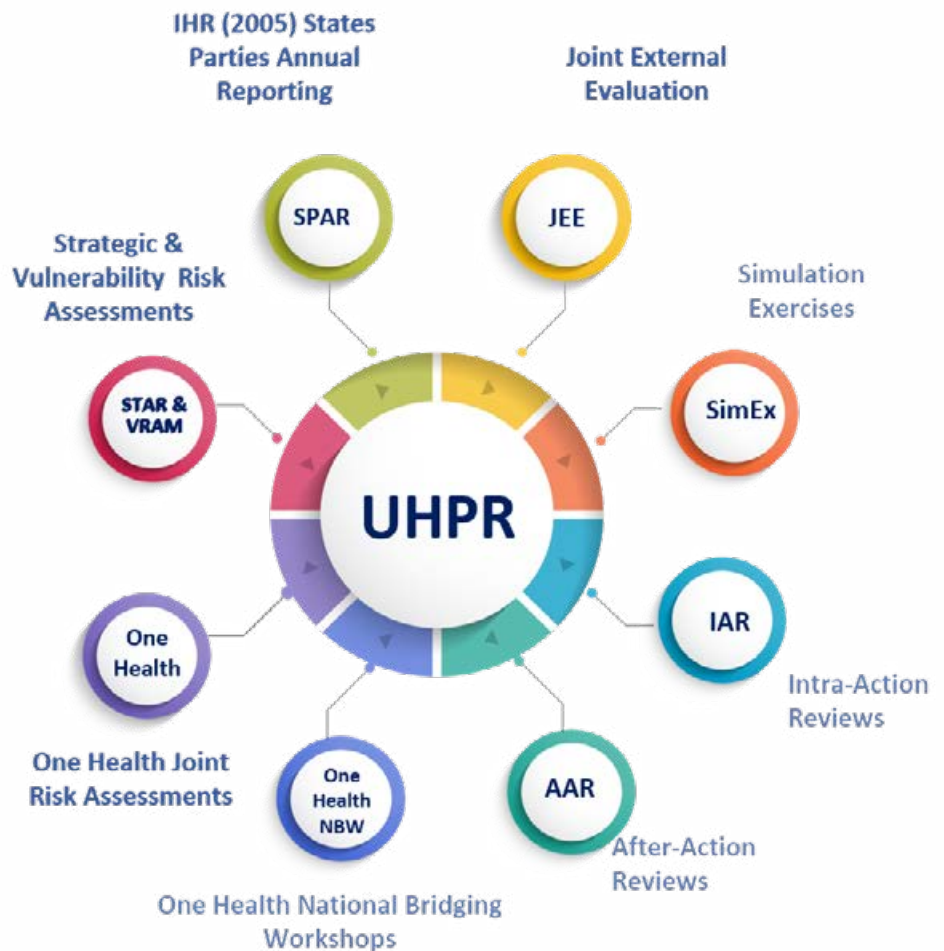 IHR (2005) States
Parties Annual
Reporting
Joint External
Evaluation
SPAR
JEE
Strategic &
Vulnerability Risk
Assessments
Simulation
Exercises
STAR &
VRAM
SimEx
UHPR
One
Health
IAR
Intra-Action
Reviews
One Health Joint
Risk Assessments
One
Health
NBW
AAR
After-Action
Reviews
One Health National Bridging
Workshops